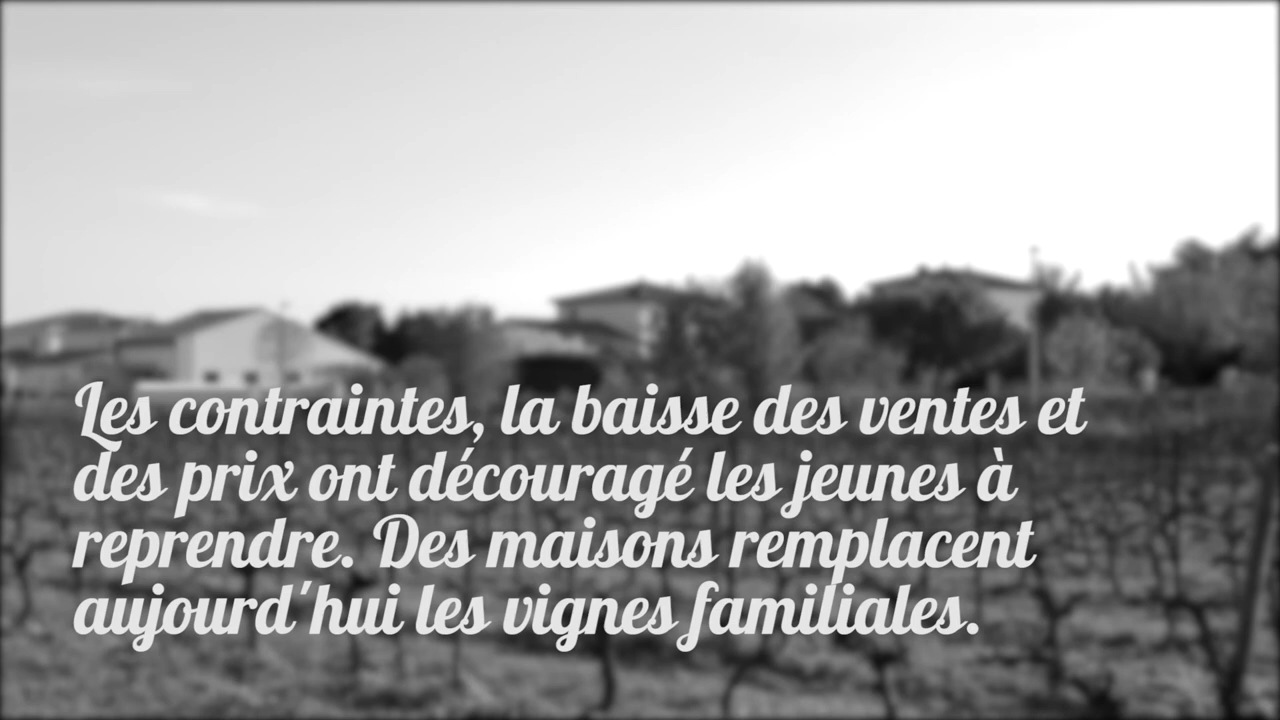 Les contraintes, la baisse des ventes et
des prix ont découragé les jeunes à
reprendre. Des maisons remplacent
aujourd'hui les vignes familiales.